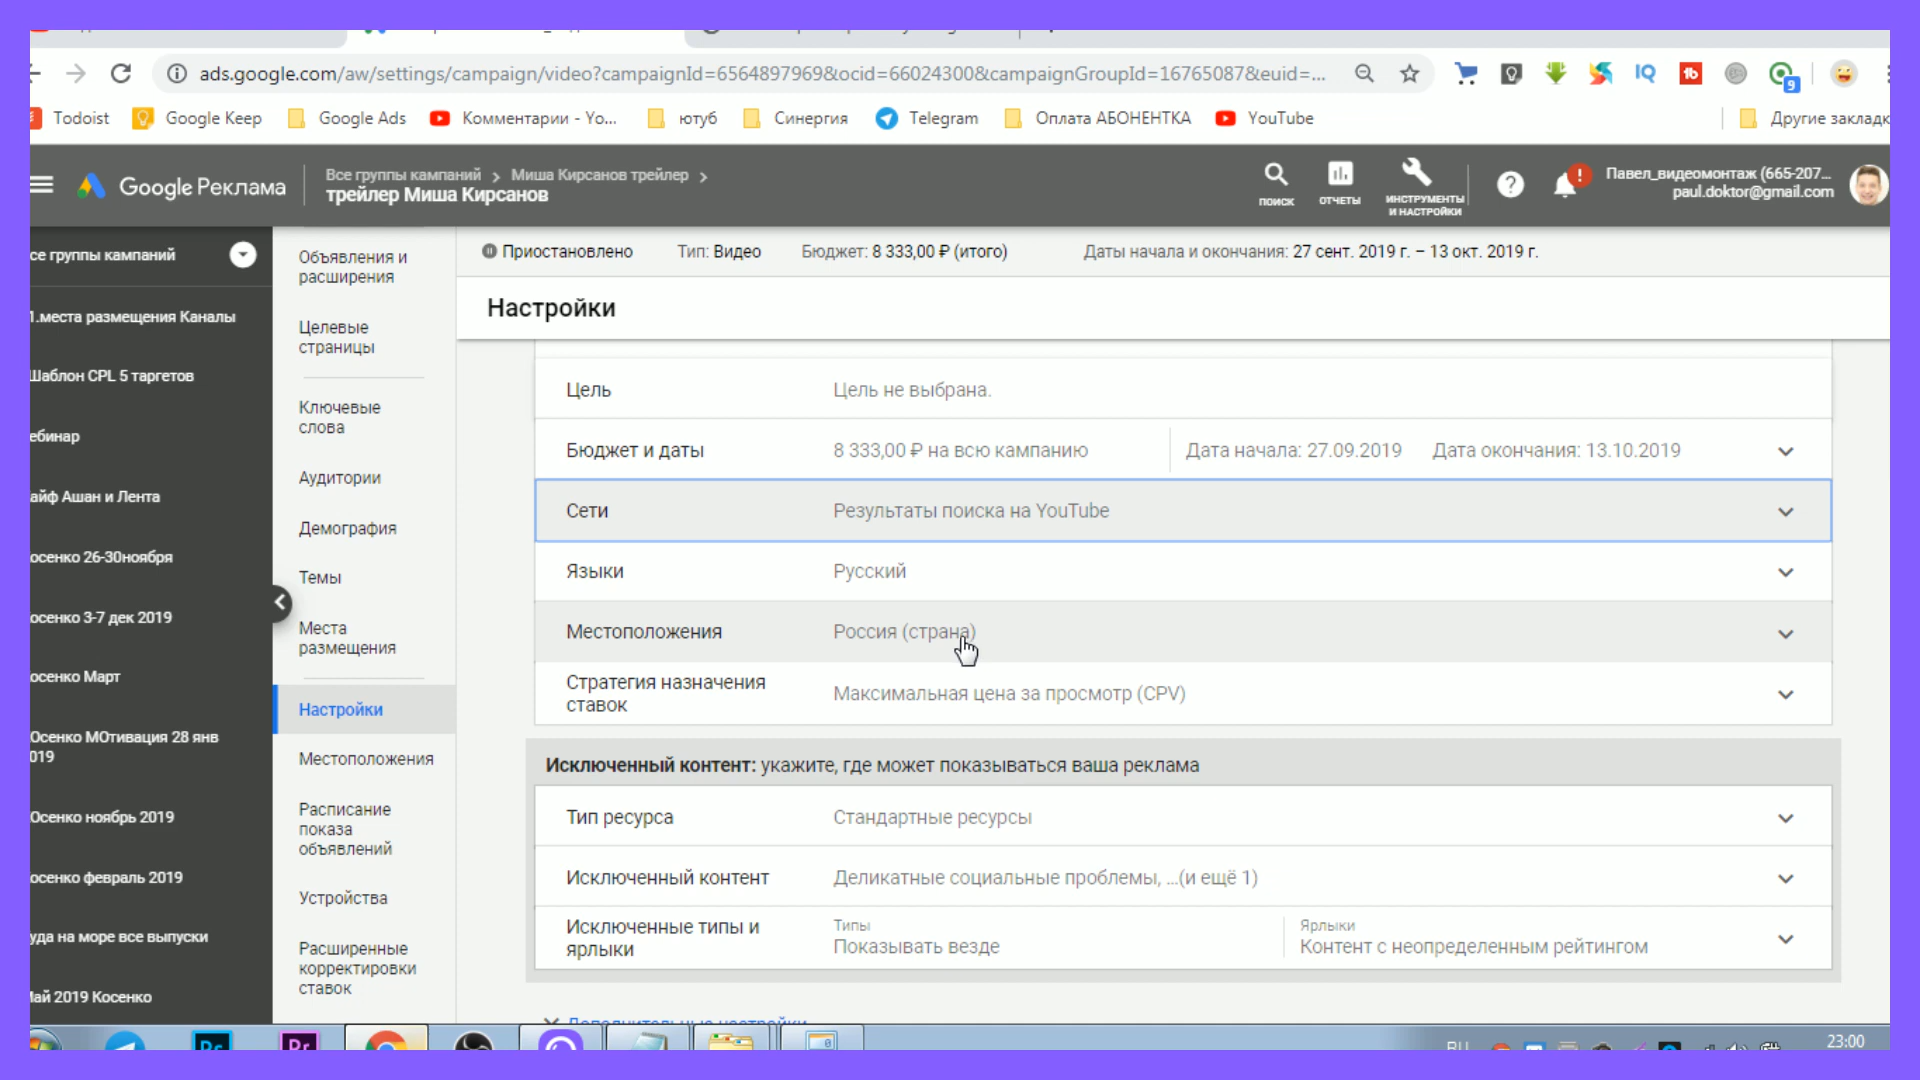 ads.google.com/aw/settings/campaign/video?campaignId=6564897969&ocid=66024300&campaignGroupId=16765087&euid=...
IQ
9
Todoist
Google Keep
Google Ads
Комментарии - Yo...
ютуб
Синергия
Telegram
Оплата АБОНЕНТКА
YouTube
Другие закладк
Google Реклама
Все группы кампаний > Миша Кирсанов трейлер >
трейлер Миша Кирсанов
ПОИСК
ОТЧЕТЫ
ИНСТРУМЕНТЫ
И НАСТРОЙКИ
Павел_видеомонтаж (665-207...
paul.doktor@gmail.com
се группы кампаний
1.места размещения Каналы
Шаблон CPL 5 таргетов
ебинар
айф Ашан и Лента
осенко 26-30ноября
осенко 3-7 дек 2019
осенко Март
Осенко МОтивация 28 янв
019
Осенко ноябрь 2019
осенко февраль 2019
уда на море все выпуски
Май 2019 Косенко
Объявления и
расширения
Целевые
страницы
Ключевые
слова
Аудитории
Демография
Темы
Места
размещения
Настройки
Местоположения
Расписание
показа
объявлений
Устройства
Расширенные
корректировки
ставок
Приостановлено
Тип: Видео
Бюджет: 8 333,00 ₽ (итого)
Даты начала и окончания: 27 сент. 2019 г. – 13 окт. 2019 г.
Настройки
Цель
Цель не выбрана.
Бюджет и даты
8 333,00 ₽ на всю кампанию
Дата начала: 27.09.2019
Дата окончания: 13.10.2019
Сети
Результаты поиска на YouTube
Языки
Русский
Местоположения
Россия (страна)
Стратегия назначения
ставок
Максимальная цена за просмотр (CPV)
Исключенный контент: укажите, где может показываться ваша реклама
Тип ресурса
Стандартные ресурсы
Исключенный контент
Деликатные социальные проблемы, ...(и ещё 1)
Исключенные типы и
ярлыки
Типы
Показывать везде
Ярлыки
Контент с неопределенным рейтингом
Дополнительные настройки
RU
23:00